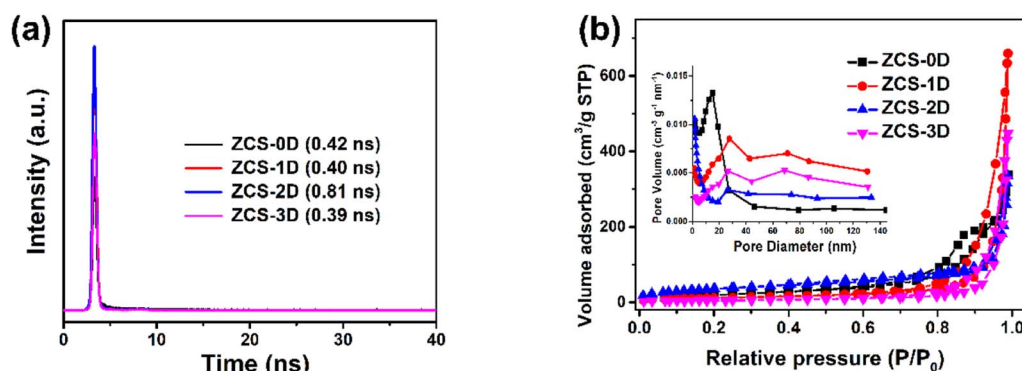 (a)
Intensity (a.u.)
ZCS-0D (0.42 ns)
ZCS-1D (0.40 ns)
ZCS-2D (0.81 ns)
ZCS-3D (0.39 ns)
0 10 20 30 40
Time (ns)
(b)
Volume adsorbed (cm³/g STP)
600
400
200
0
ZCS-0D
ZCS-1D
ZCS-2D
ZCS-3D
Pore Volume (cm⁻³ g⁻¹ nm⁻¹)
0.015
0.010
0.005
0.000
0 20 40 60 80 100 120 140
Pore Diameter (nm)
0.0 0.2 0.4 0.6 0.8 1.0
Relative pressure (P/P₀)